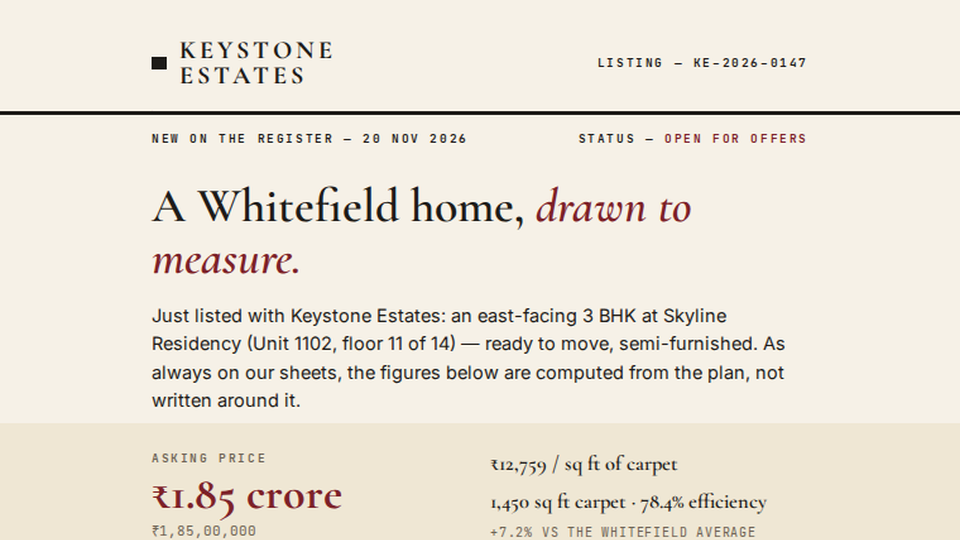 KEYSTONE
ESTATES
LISTING — KE-2026-0147
NEW ON THE REGISTER — 20 NOV 2026
STATUS — OPEN FOR OFFERS
A Whitefield home, drawn to
measure.
Just listed with Keystone Estates: an east-facing 3 BHK at Skyline
Residency (Unit 1102, floor 11 of 14) — ready to move, semi-furnished. As
always on our sheets, the figures below are computed from the plan, not
written around it.
ASKING PRICE
₹1.85 crore
₹1,85,00,000
₹12,759 / sq ft of carpet
1,450 sq ft carpet · 78.4% efficiency
+7.2% VS THE WHITEFIELD AVERAGE